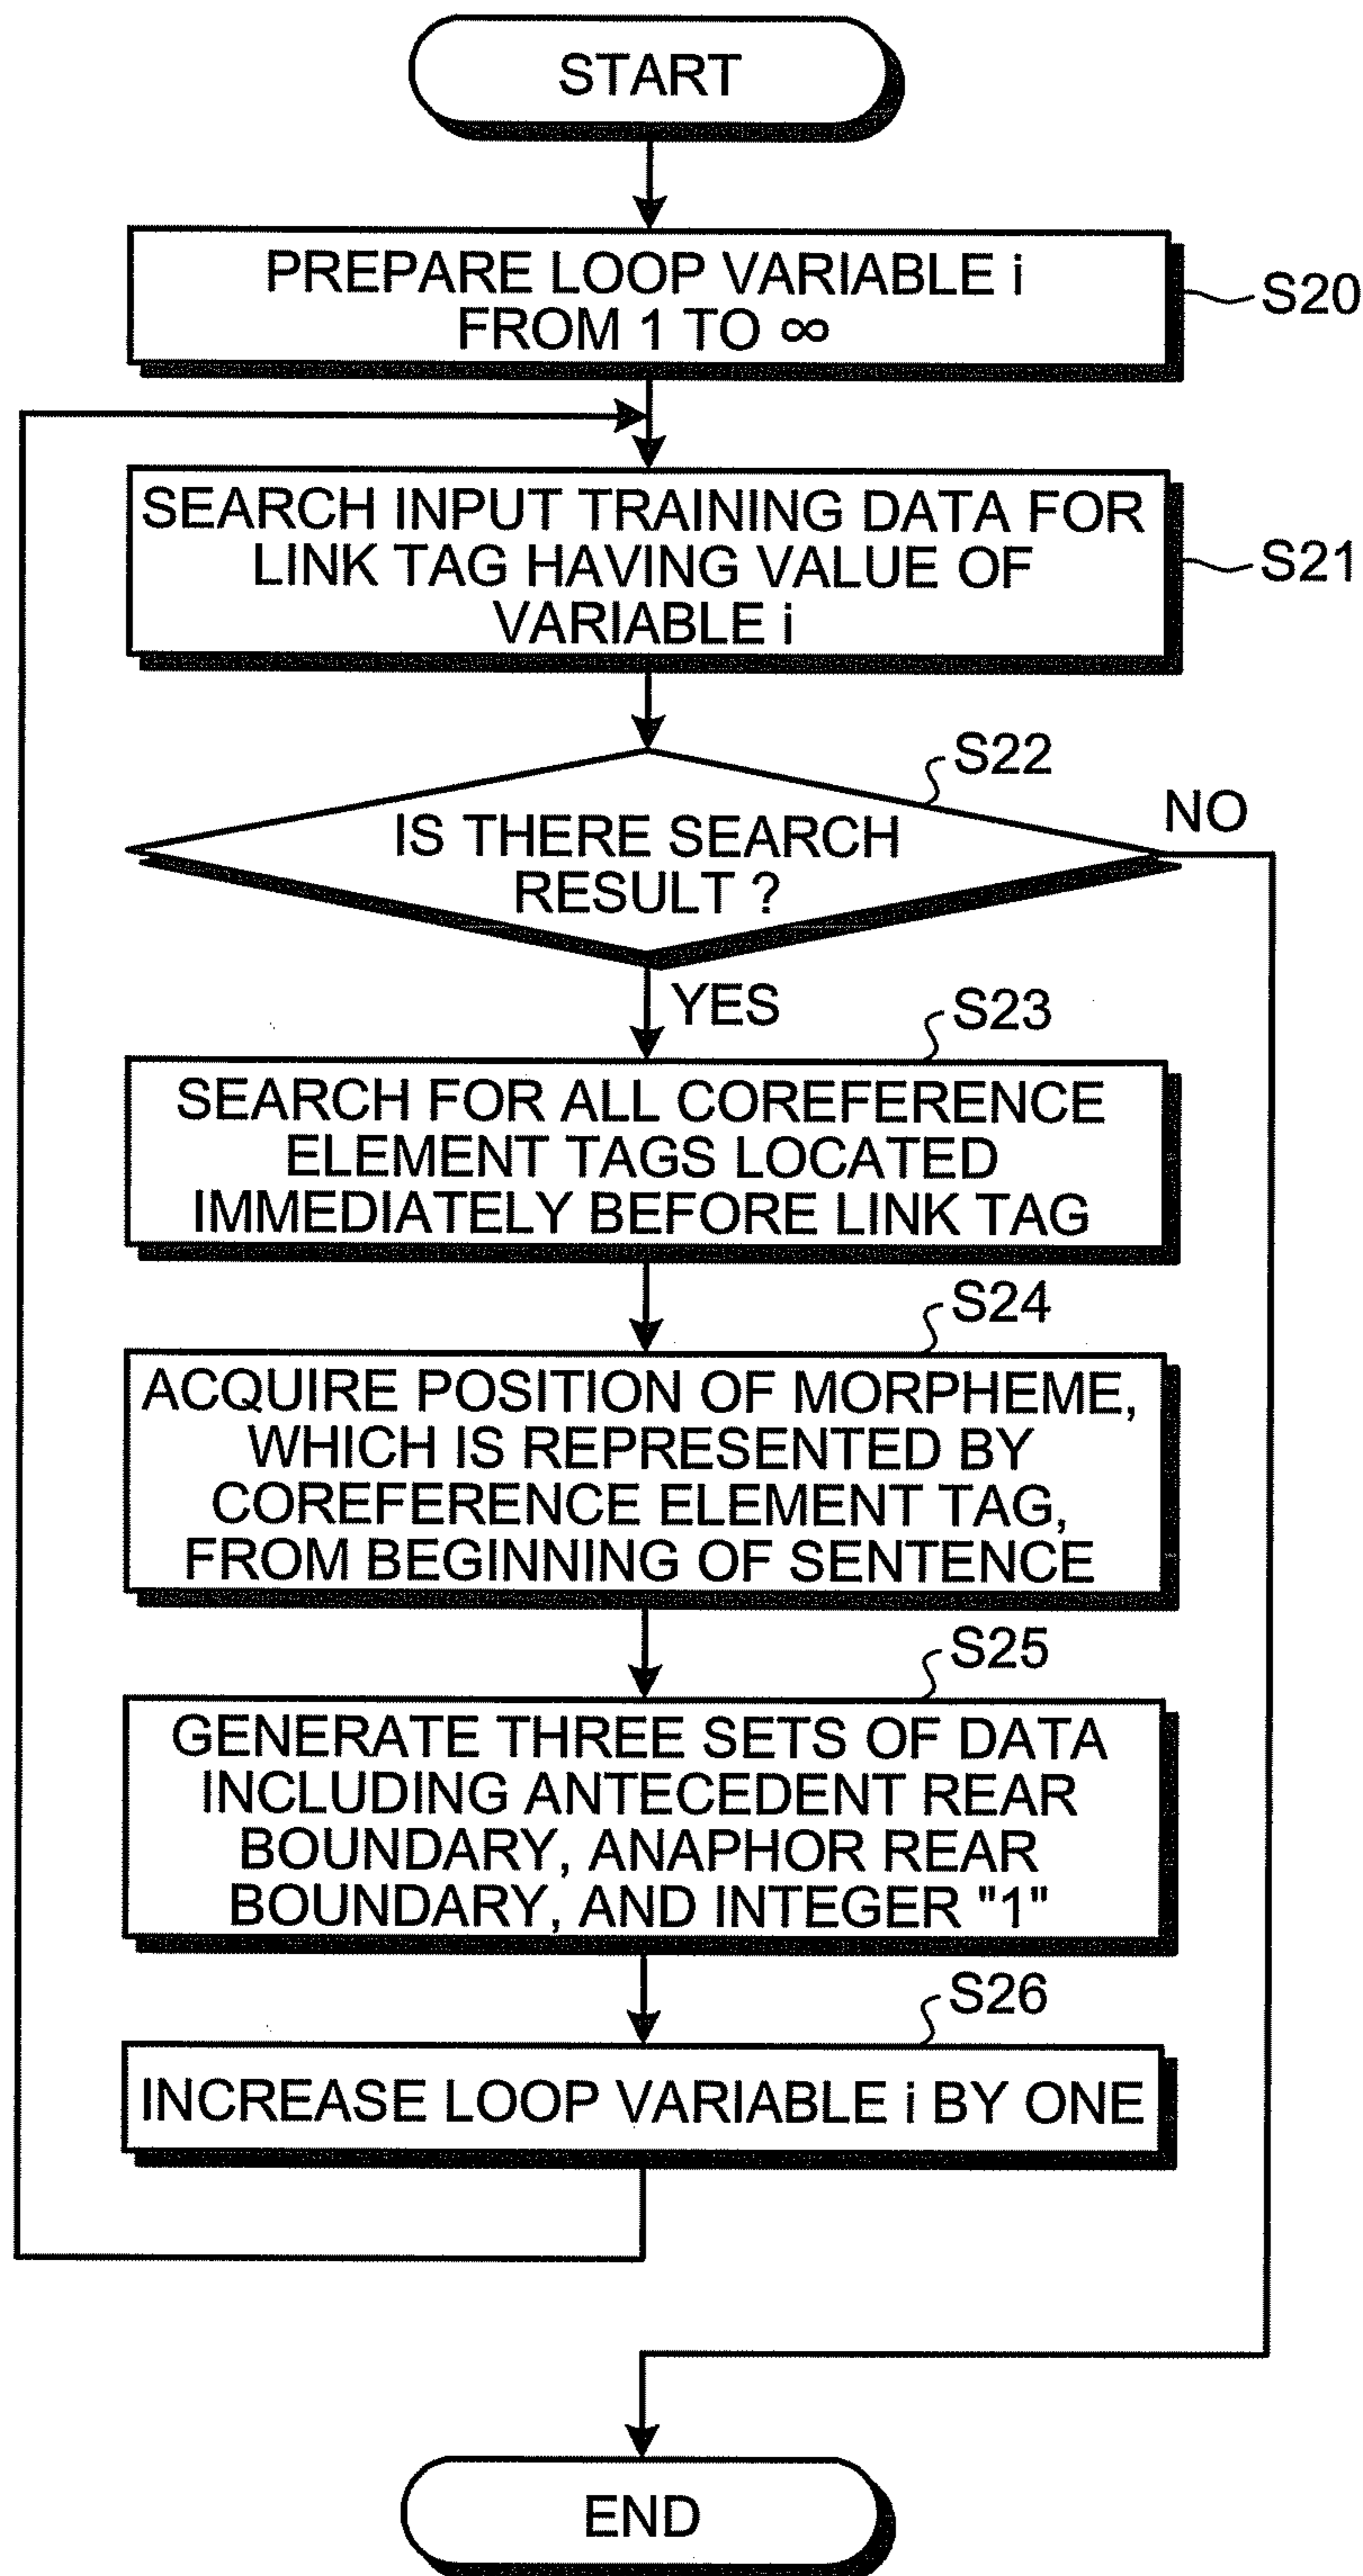 START
PREPARE LOOP VARIABLE i
FROM 1 TO ∞
S20
SEARCH INPUT TRAINING DATA FOR
LINK TAG HAVING VALUE OF
VARIABLE i
S21
S22
NO
IS THERE SEARCH
RESULT ?
YES
S23
SEARCH FOR ALL COREFERENCE
ELEMENT TAGS LOCATED
IMMEDIATELY BEFORE LINK TAG
S24
ACQUIRE POSITION OF MORPHEME,
WHICH IS REPRESENTED BY
COREFERENCE ELEMENT TAG,
FROM BEGINNING OF SENTENCE
S25
GENERATE THREE SETS OF DATA
INCLUDING ANTECEDENT REAR
BOUNDARY, ANAPHOR REAR
BOUNDARY, AND INTEGER "1"
S26
INCREASE LOOP VARIABLE i BY ONE
END